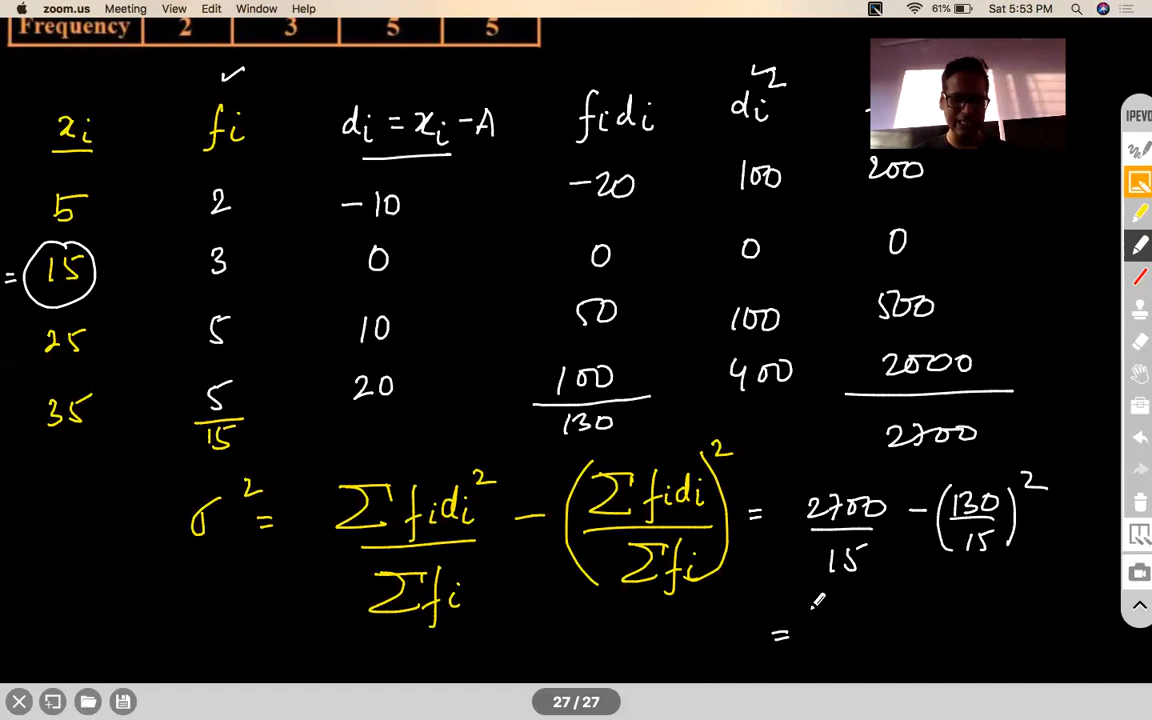 zoom.us Meeting View Edit Window Help 61% Sat 5:53 PM
Frequency 2 3 5 5
xi fi di = xi - A fidi di²
5 2 -10 -20 100 200
= 15 3 0 0 0 0
25 5 10 50 100 500
35 5 20 100 400 2000
15 130 2700
σ² = Σfidi²/Σfi - (Σfidi/Σfi)² = 2700/15 - (130/15)²
=
27 / 27
IPEVO